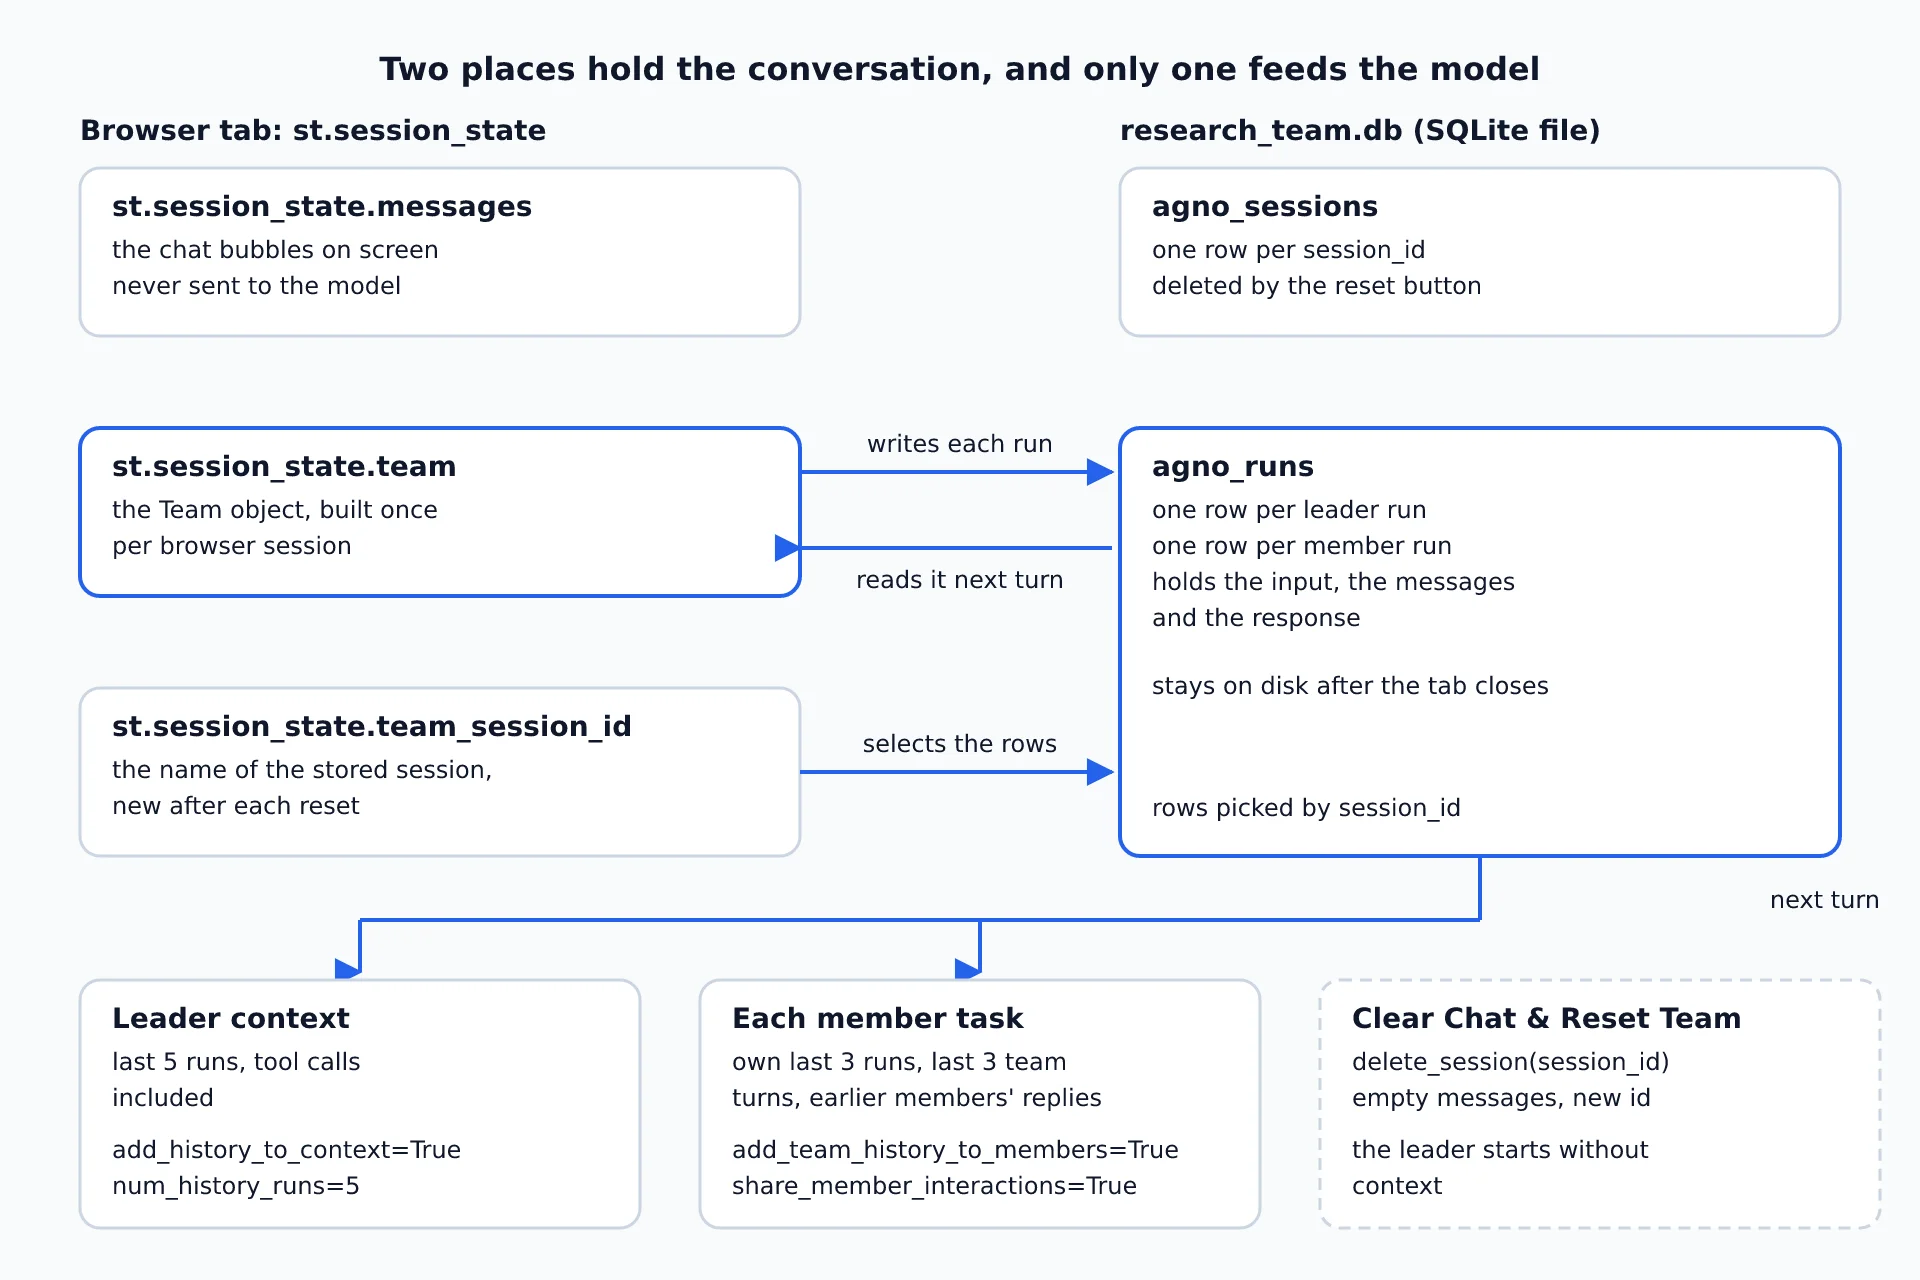 Two places hold the conversation, and only one feeds the model
Browser tab: st.session_state
research_team.db (SQLite file)
st.session_state.messages
the chat bubbles on screen
never sent to the model
agno_sessions
one row per session_id
deleted by the reset button
st.session_state.team
the Team object, built once
per browser session
writes each run
reads it next turn
agno_runs
one row per leader run
one row per member run
holds the input, the messages
and the response
stays on disk after the tab closes
rows picked by session_id
st.session_state.team_session_id
the name of the stored session,
new after each reset
selects the rows
next turn
Leader context
last 5 runs, tool calls
included
add_history_to_context=True
num_history_runs=5
Each member task
own last 3 runs, last 3 team
turns, earlier members' replies
add_team_history_to_members=True
share_member_interactions=True
Clear Chat & Reset Team
delete_session(session_id)
empty messages, new id
the leader starts without
context